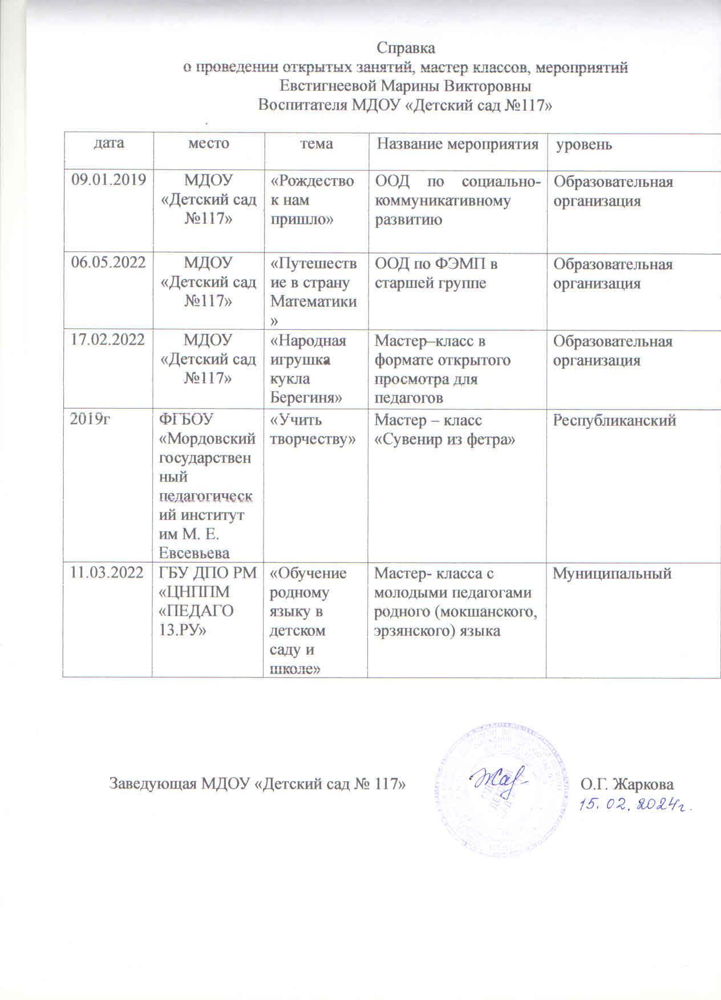 Справка
о проведении открытых занятий, мастер классов, мероприятий
Евстигнеевой Марины Викторовны
Воспитателя МДОУ «Детский сад №117»
дата место тема Название мероприятия уровень
09.01.2019
МДОУ
«Детский сад
№117»
«Рождество
к нам
пришло»
ООД по социально-
коммуникативному
развитию
Образовательная
организация
06.05.2022
МДОУ
«Детский сад
№117»
«Путешеств
ие в страну
Математики
»
ООД по ФЭМП в
старшей группе
Образовательная
организация
17.02.2022
МДОУ
«Детский сад
№117»
«Народная
игрушка
кукла
Берегиня»
Мастер–класс в
формате открытого
просмотра для
педагогов
Образовательная
организация
2019г
ФГБОУ
«Мордовский
государствен
ный
педагогическ
ий институт
им М. Е.
Евсевьева
«Учить
творчеству»
Мастер – класс
«Сувенир из фетра»
Республиканский
11.03.2022
ГБУ ДПО РМ
«ЦНППМ
«ПЕДАГО
13.РУ»
«Обучение
родному
языку в
детском
саду и
школе»
Мастер- класса с
молодыми педагогами
родного (мокшанского,
эрзянского) языка
Муниципальный
Заведующая МДОУ «Детский сад № 117» О.Г. Жаркова
15.02.2024г.